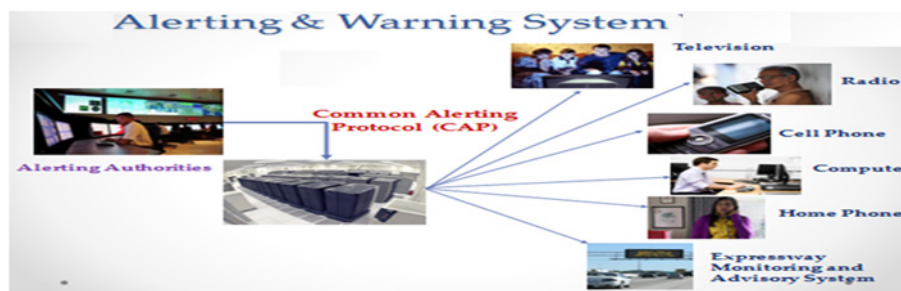 Alerting & Warning System
Television
Radio
Common Alerting
Protocol (CAP)
Cell Phone
Alerting Authorities
Compute
Home Phone
Expressway
Monitoring and
Advisory System